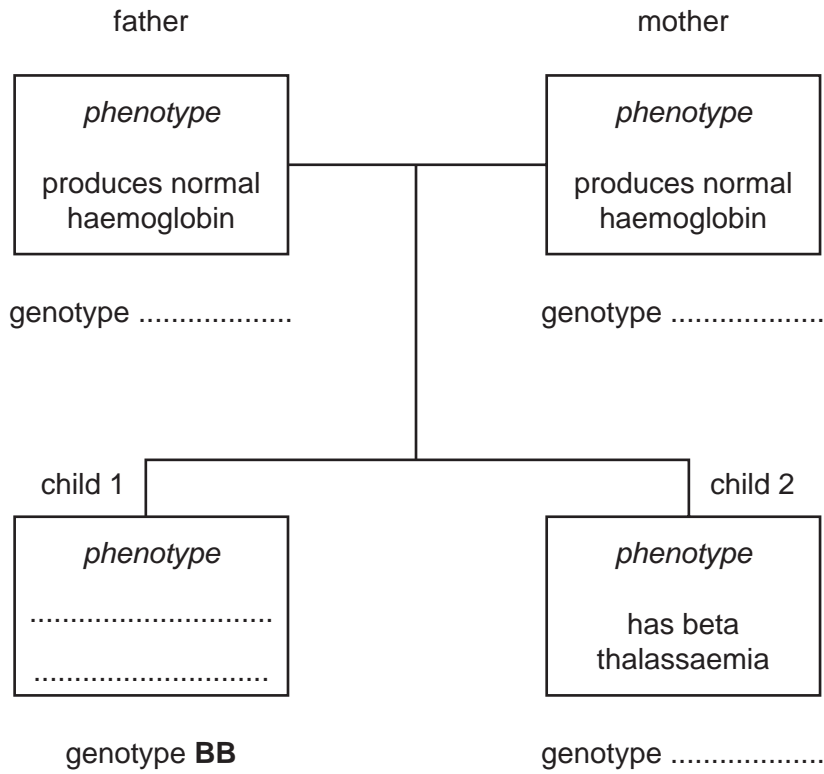 father
mother
phenotype
produces normal
haemoglobin
phenotype
produces normal
haemoglobin
genotype ...................
genotype ...................
child 1
child 2
phenotype
..............................
.............................
phenotype
has beta
thalassaemia
genotype BB
genotype ...................